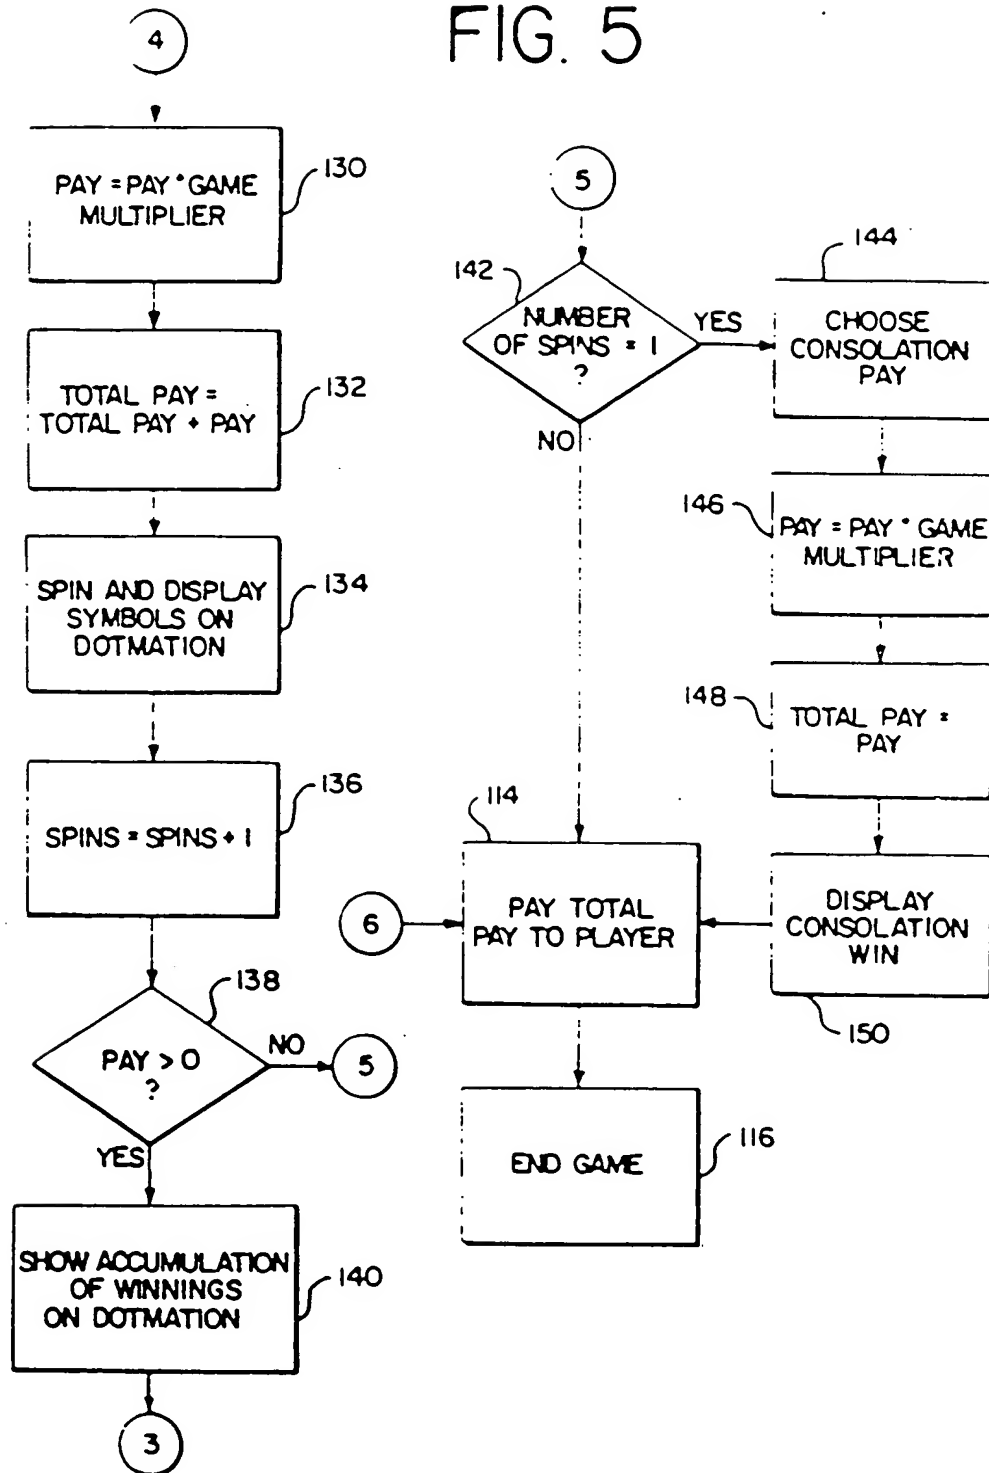 FIG. 5
4
PAY = PAY * GAME
MULTIPLIER
130
TOTAL PAY =
TOTAL PAY + PAY
132
SPIN AND DISPLAY
SYMBOLS ON
DOTMATION
134
SPINS = SPINS + 1
136
138
PAY > 0
?
NO
5
YES
SHOW ACCUMULATION
OF WINNINGS
ON DOTMATION
140
3
5
142
NUMBER
OF SPINS = 1
?
YES
NO
144
CHOOSE
CONSOLATION
PAY
146
PAY = PAY * GAME
MULTIPLIER
148
TOTAL PAY =
PAY
DISPLAY
CONSOLATION
WIN
150
114
6
PAY TOTAL
PAY TO PLAYER
END GAME
116